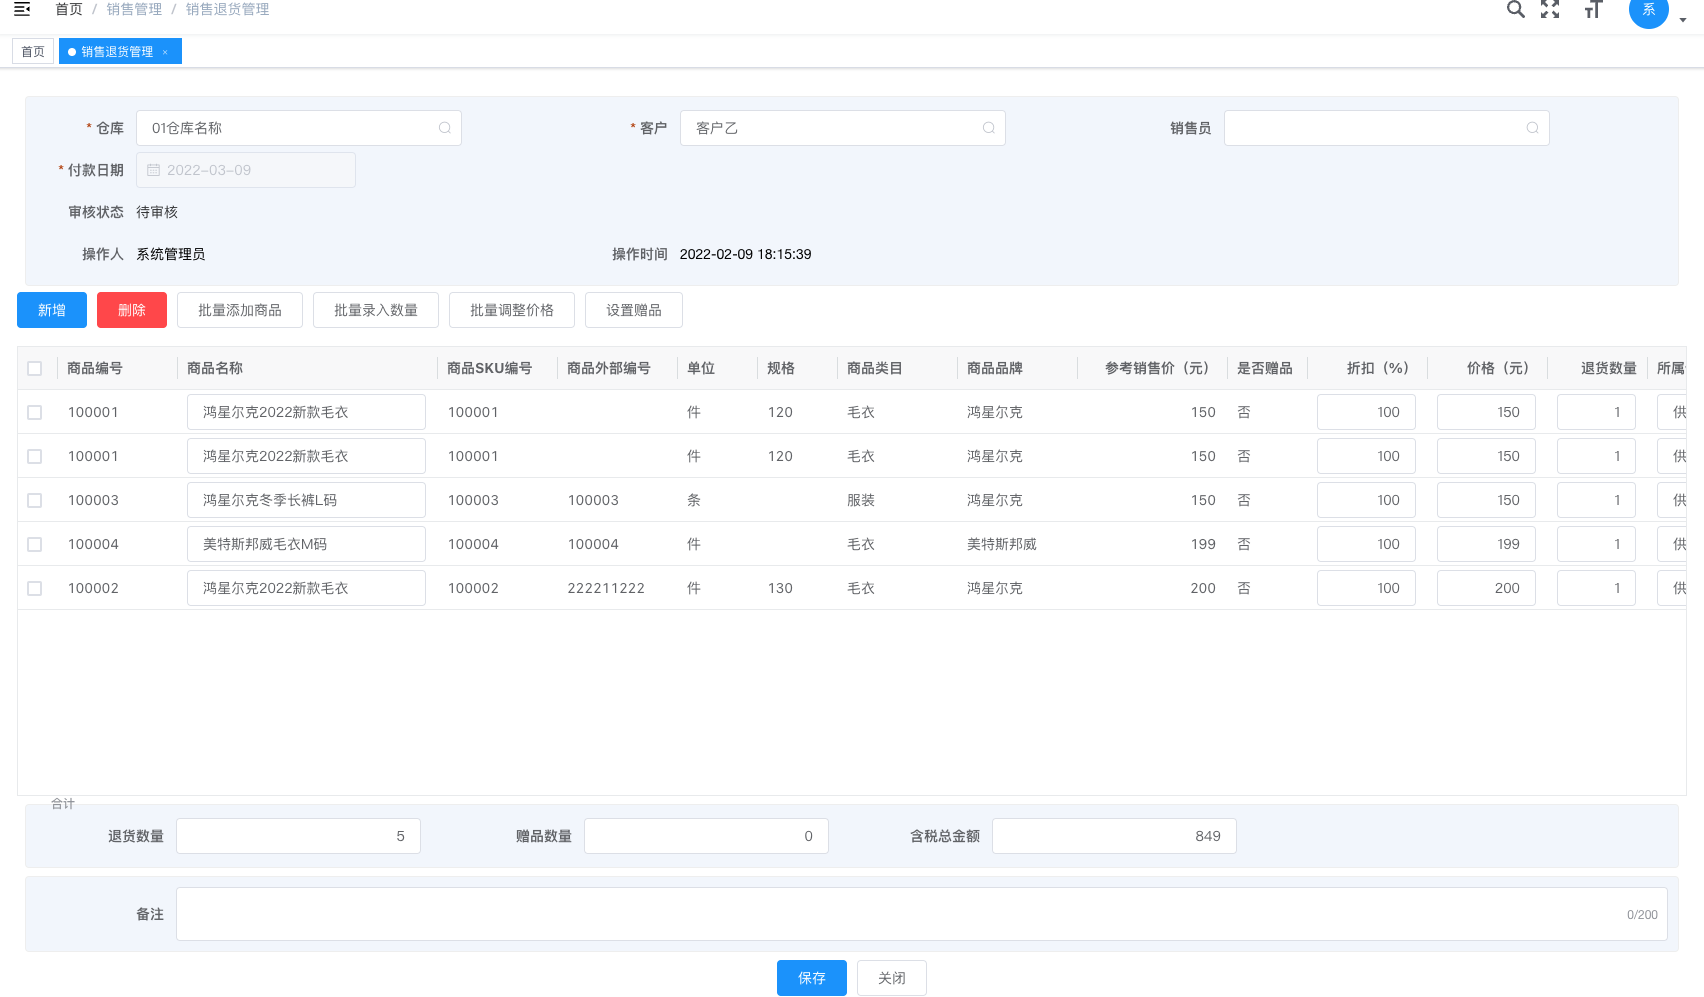 首页 / 销售管理 / 销售退货管理 系
首页 销售退货管理 ×
* 仓库 01仓库名称 * 客户 客户乙 销售员
* 付款日期 2022-03-09
审核状态 待审核
操作人 系统管理员 操作时间 2022-02-09 18:15:39
新增 删除 批量添加商品 批量录入数量 批量调整价格 设置赠品
商品编号 商品名称 商品SKU编号 商品外部编号 单位 规格 商品类目 商品品牌 参考销售价（元） 是否赠品 折扣（%） 价格（元） 退货数量 所属
100001 鸿星尔克2022新款毛衣 100001 件 120 毛衣 鸿星尔克 150 否 100 150 1 供
100001 鸿星尔克2022新款毛衣 100001 件 120 毛衣 鸿星尔克 150 否 100 150 1 供
100003 鸿星尔克冬季长裤L码 100003 100003 条 服装 鸿星尔克 150 否 100 150 1 供
100004 美特斯邦威毛衣M码 100004 100004 件 毛衣 美特斯邦威 199 否 100 199 1 供
100002 鸿星尔克2022新款毛衣 100002 222211222 件 130 毛衣 鸿星尔克 200 否 100 200 1 供
合计
退货数量 5 赠品数量 0 含税总金额 849
备注 0/200
保存 关闭